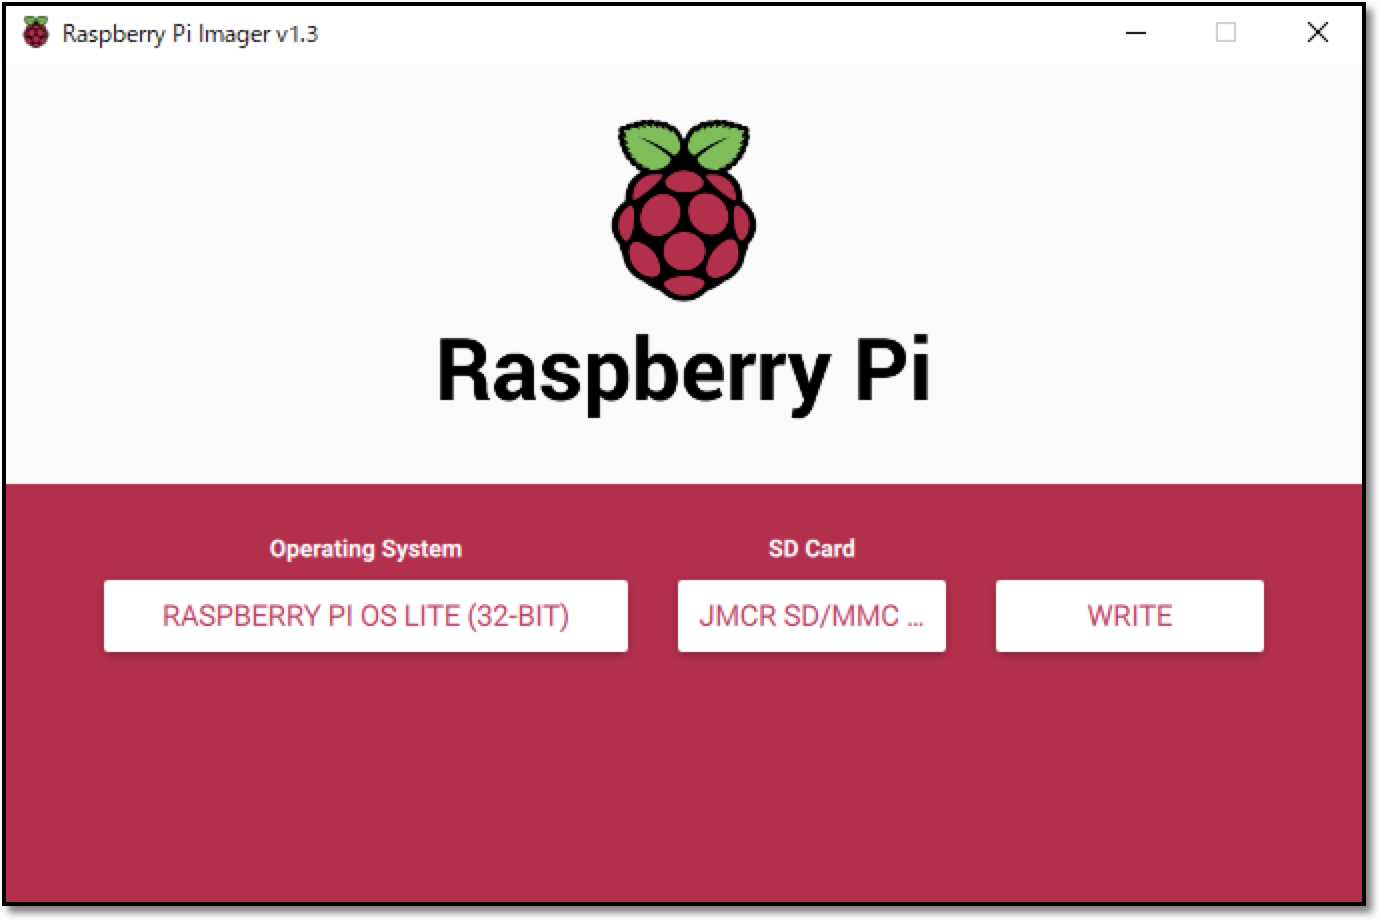 Raspberry Pi Imager v1.3
Raspberry Pi
Operating System
SD Card
RASPBERRY PI OS LITE (32-BIT)
JMCR SD/MMC ...
WRITE